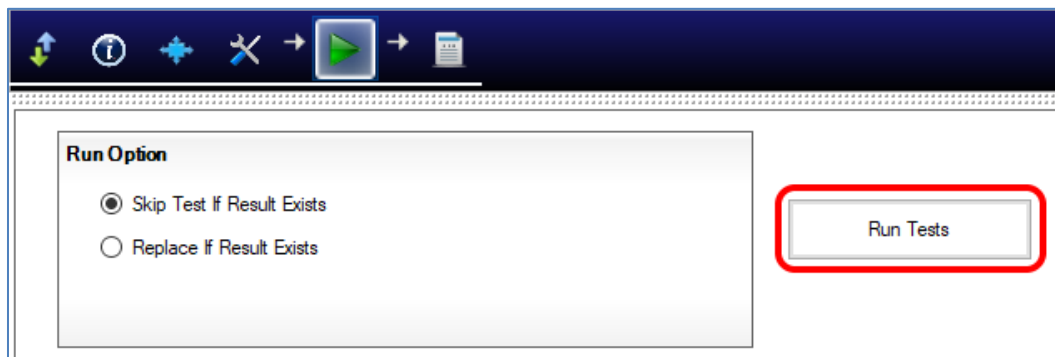 Run Option
Skip Test If Result Exists
Replace If Result Exists
Run Tests